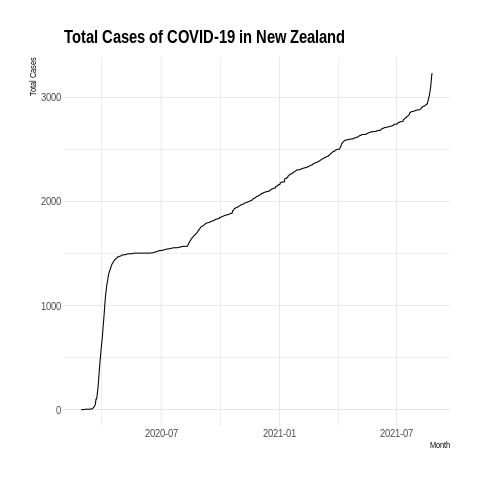 Total Cases of COVID-19 in New Zealand
Total Cases
3000
2000
1000
0
2020-07
2021-01
2021-07
Month